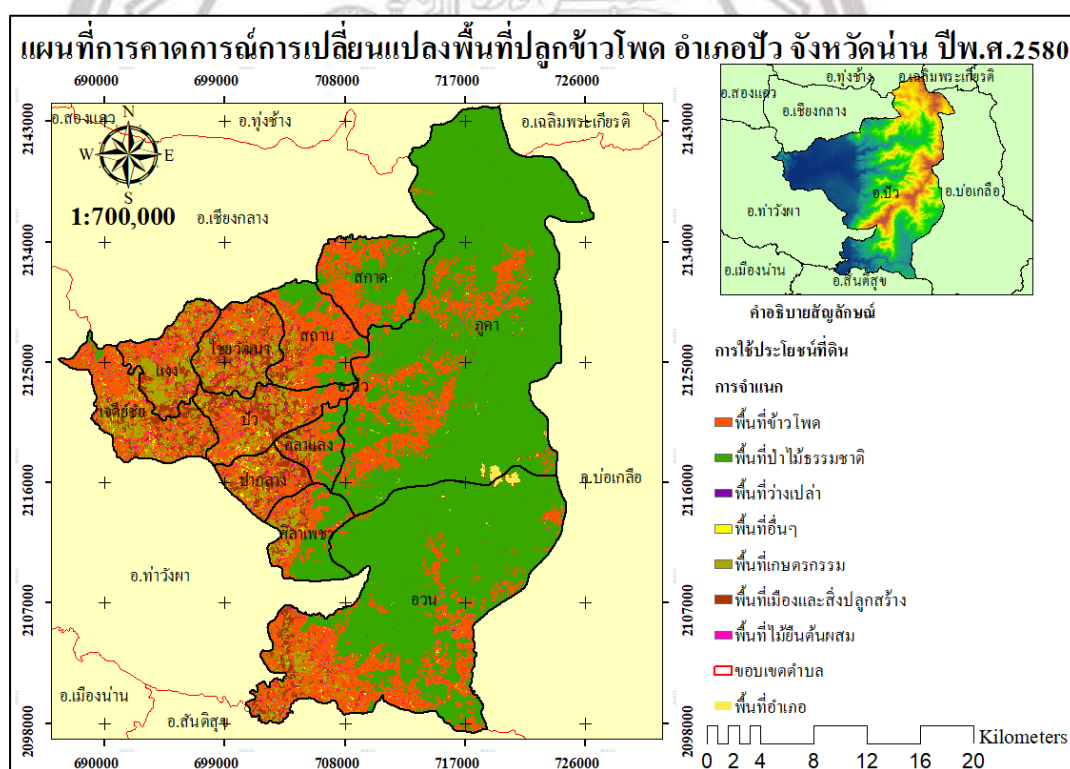 แผนที่การคาดการณ์การเปลี่ยนแปลงพื้นที่ปลูกข้าวโพด อำเภอปัว จังหวัดน่าน ปีพ.ศ.2580
690000 699000 708000 717000 726000
2143000
2134000
2125000
2116000
2107000
2098000
อ.สองแคว
อ.ทุ่งช้าง
อ.เฉลิมพระเกียรติ
N
W E
S
1:700,000
อ.เชียงกลาง
สกาด
ภูคา
ไชยวัฒนา
สถาน
แงง
อ.ปัว
เจดีย์ชัย
ปัว
ศิลาแลง
ป่ากลาง
อ.บ่อเกลือ
ศิลาเพชร
อ.ท่าวังผา
อวน
อ.เมืองน่าน
อ.สันติสุข
690000 699000 708000 717000 726000
2143000
2134000
2125000
2116000
2107000
2098000
อ.ทุ่งช้าง
อ.เฉลิมพระเกียรติ
อ.สองแคว
อ.เชียงกลาง
อ.ปัว
อ.บ่อเกลือ
อ.ท่าวังผา
อ.เมืองน่าน
อ.สันติสุข
คำอธิบายสัญลักษณ์
การใช้ประโยชน์ที่ดิน
การจำแนก
พื้นที่ข้าวโพด
พื้นที่ป่าไม้ธรรมชาติ
พื้นที่ว่างเปล่า
พื้นที่อื่นๆ
พื้นที่เกษตรกรรม
พื้นที่เมืองและสิ่งปลูกสร้าง
พื้นที่ไม้ยืนต้นผสม
ขอบเขตตำบล
พื้นที่อำเภอ
Kilometers
0 2 4 8 12 16 20